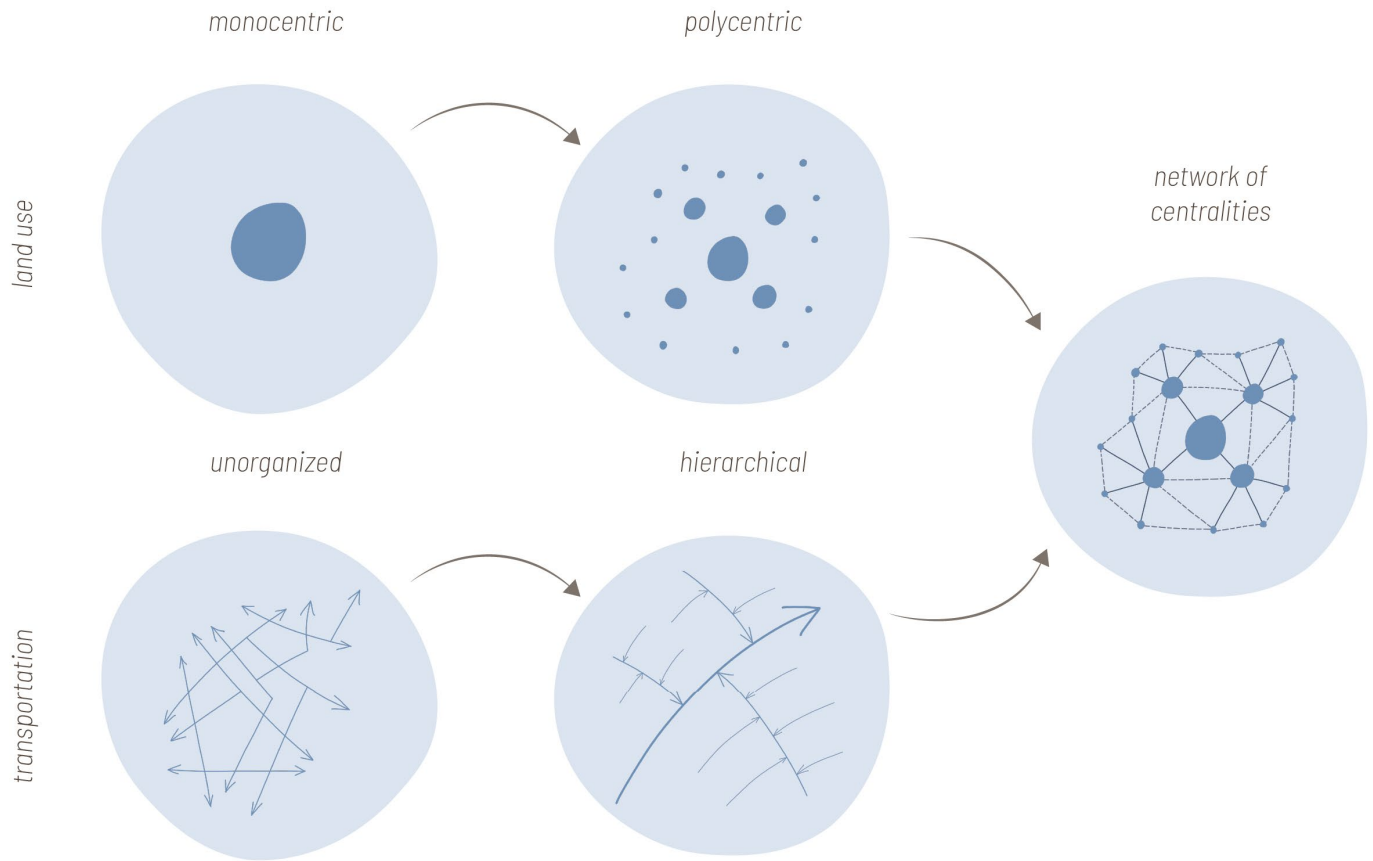 monocentric
polycentric
land use
network of
centralities
unorganized
hierarchical
transportation